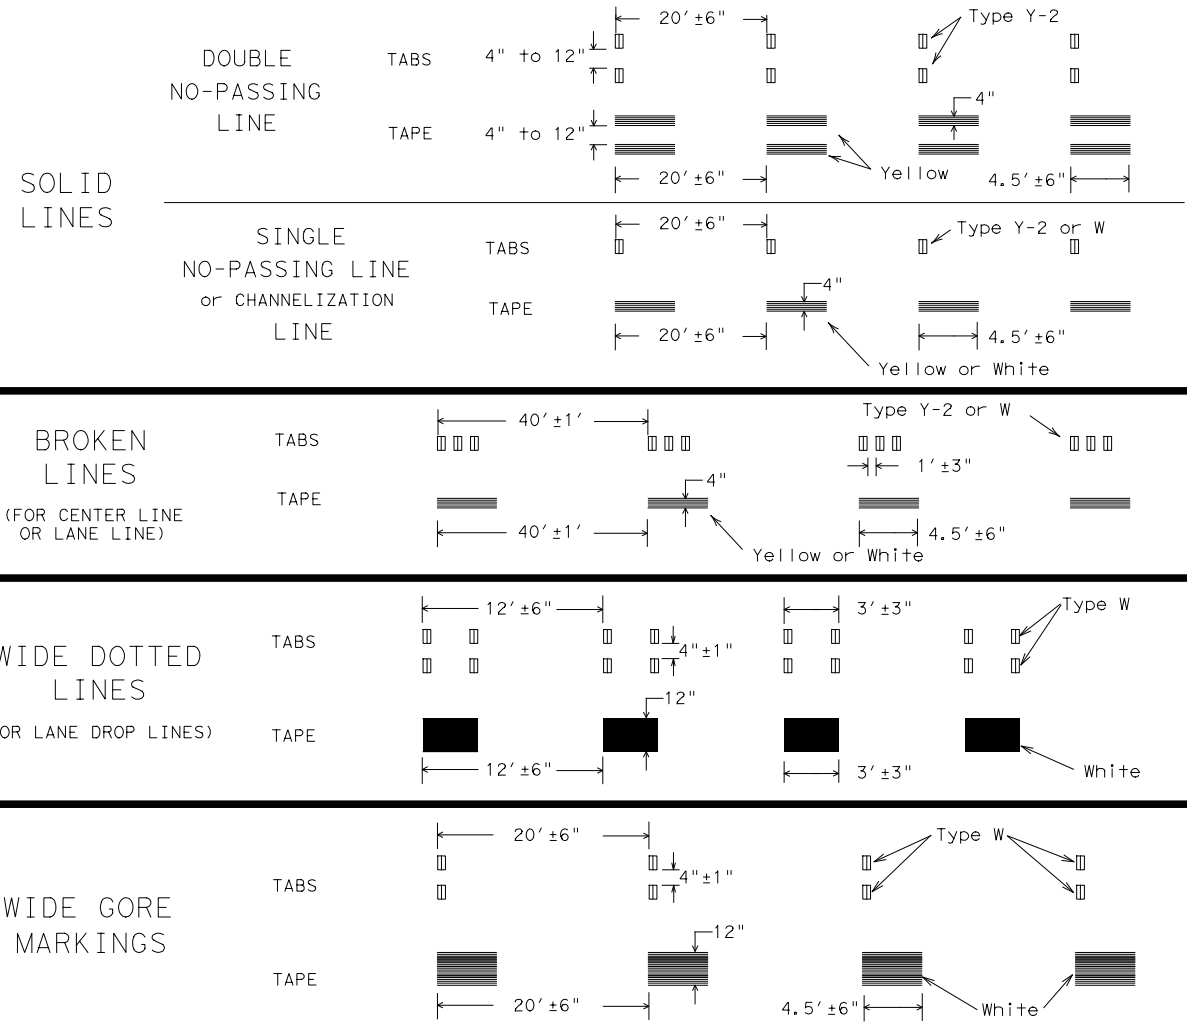 SOLID
LINES
DOUBLE
NO-PASSING
LINE
TABS
4" to 12"
20'±6"
Type Y-2
TAPE
4" to 12"
4"
Yellow
20'±6"
4.5'±6"
SINGLE
NO-PASSING LINE
or CHANNELIZATION
LINE
TABS
20'±6"
Type Y-2 or W
TAPE
4"
20'±6"
4.5'±6"
Yellow or White
BROKEN
LINES
(FOR CENTER LINE
OR LANE LINE)
TABS
40'±1'
Type Y-2 or W
1'±3"
TAPE
4"
40'±1'
4.5'±6"
Yellow or White
WIDE DOTTED
LINES
OR LANE DROP LINES)
TABS
12'±6"
3'±3"
Type W
4"±1"
TAPE
12"
12'±6"
3'±3"
White
WIDE GORE
MARKINGS
TABS
20'±6"
Type W
4"±1"
TAPE
12"
20'±6"
4.5'±6"
White